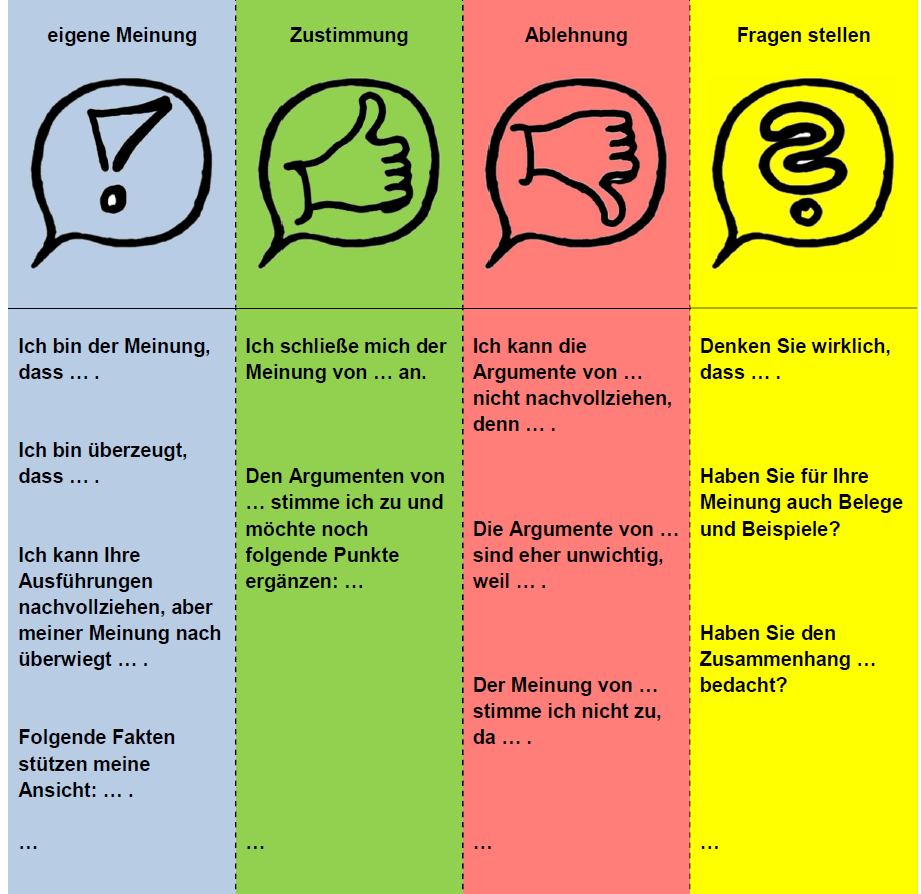 eigene Meinung
Zustimmung
Ablehnung
Fragen stellen
Ich bin der Meinung,
dass … .
Ich bin überzeugt,
dass … .
Ich kann Ihre
Ausführungen
nachvollziehen, aber
meiner Meinung nach
überwiegt … .
Folgende Fakten
stützen meine
Ansicht: … .
…
Ich schließe mich der
Meinung von … an.
Den Argumenten von
… stimme ich zu und
möchte noch
folgende Punkte
ergänzen: …
…
Ich kann die
Argumente von …
nicht nachvollziehen,
denn … .
Die Argumente von …
sind eher unwichtig,
weil … .
Der Meinung von …
stimme ich nicht zu,
da … .
…
Denken Sie wirklich,
dass … .
Haben Sie für Ihre
Meinung auch Belege
und Beispiele?
Haben Sie den
Zusammenhang …
bedacht?
…